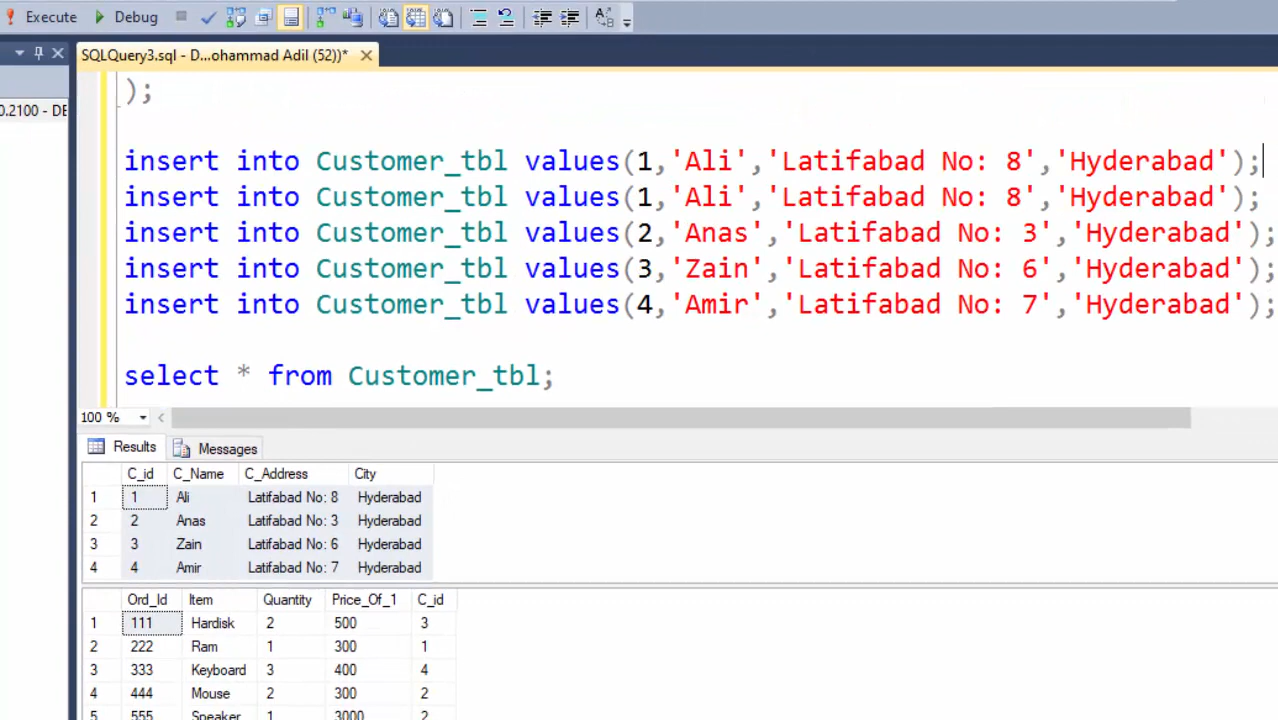 Execute Debug
SQLQuery3.sql - D...ohammad Adil (52))*
0.2100 - DE
);
insert into Customer_tbl values(1,'Ali','Latifabad No: 8','Hyderabad');
insert into Customer_tbl values(1,'Ali','Latifabad No: 8','Hyderabad');
insert into Customer_tbl values(2,'Anas','Latifabad No: 3','Hyderabad');
insert into Customer_tbl values(3,'Zain','Latifabad No: 6','Hyderabad');
insert into Customer_tbl values(4,'Amir','Latifabad No: 7','Hyderabad');
select * from Customer_tbl;
100 %
Results Messages
C_id C_Name C_Address City
1 1 Ali Latifabad No: 8 Hyderabad
2 2 Anas Latifabad No: 3 Hyderabad
3 3 Zain Latifabad No: 6 Hyderabad
4 4 Amir Latifabad No: 7 Hyderabad
Ord_Id Item Quantity Price_Of_1 C_id
1 111 Hardisk 2 500 3
2 222 Ram 1 300 1
3 333 Keyboard 3 400 4
4 444 Mouse 2 300 2
5 555 Speaker 1 3000 2